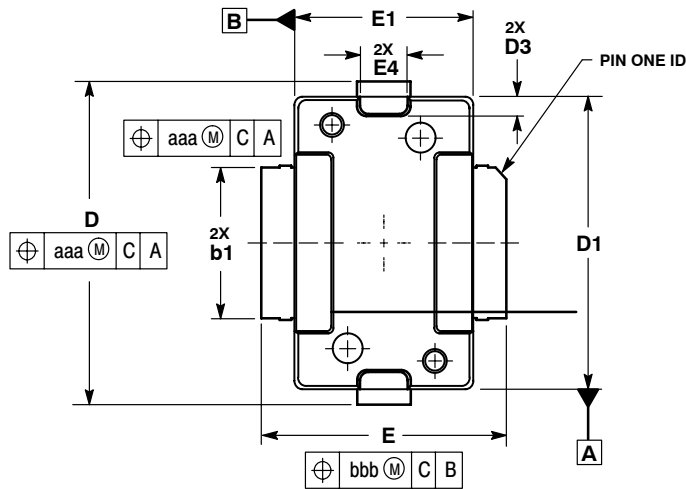 B
E1
2X
D3
2X
E4
PIN ONE ID
⌖ aaa Ⓜ C A
D
2X
b1
D1
⌖ aaa Ⓜ C A
E
A
⌖ bbb Ⓜ C B